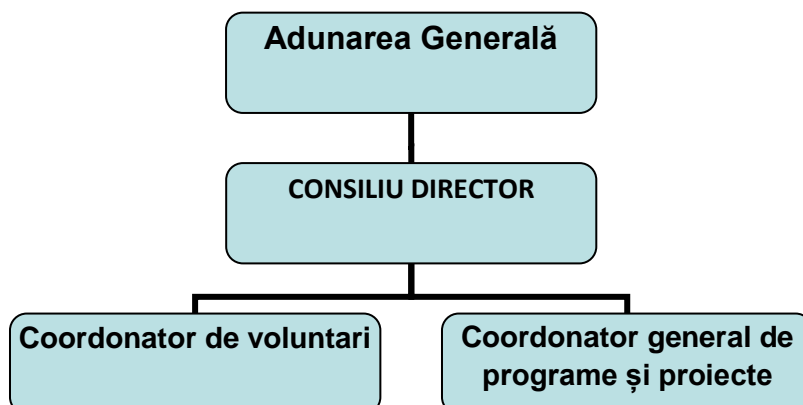 Adunarea Generală
CONSILIU DIRECTOR
Coordonator de voluntari
Coordonator general de
programe și proiecte